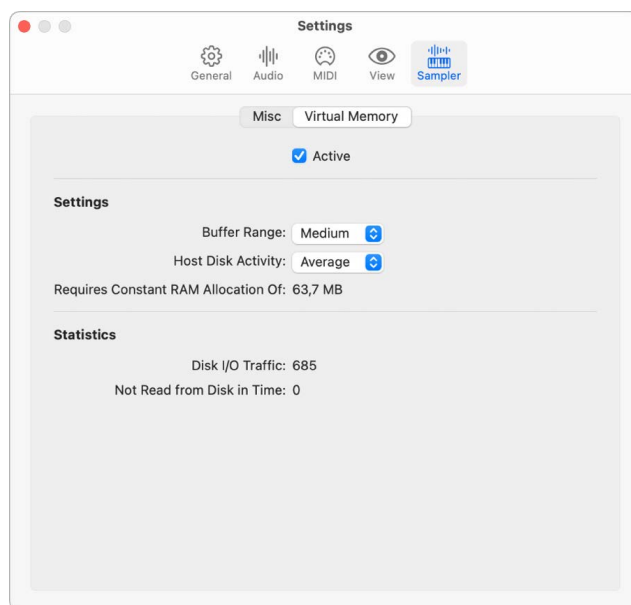 Settings
General Audio MIDI View Sampler
Misc Virtual Memory
Active
Settings
Buffer Range: Medium
Host Disk Activity: Average
Requires Constant RAM Allocation Of: 63,7 MB
Statistics
Disk I/O Traffic: 685
Not Read from Disk in Time: 0